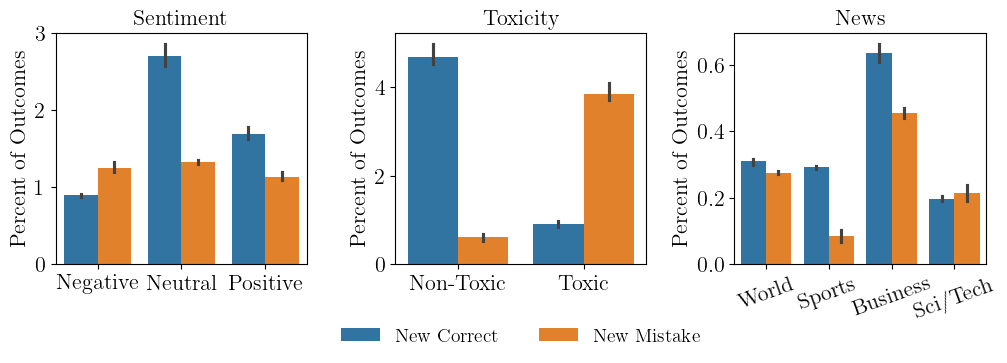 Sentiment
Percent of Outcomes
3
2
1
0
Negative Neutral Positive
Toxicity
Percent of Outcomes
4
2
0
Non-Toxic Toxic
News
Percent of Outcomes
0.6
0.4
0.2
0.0
World Sports Business Sci/Tech
New Correct New Mistake